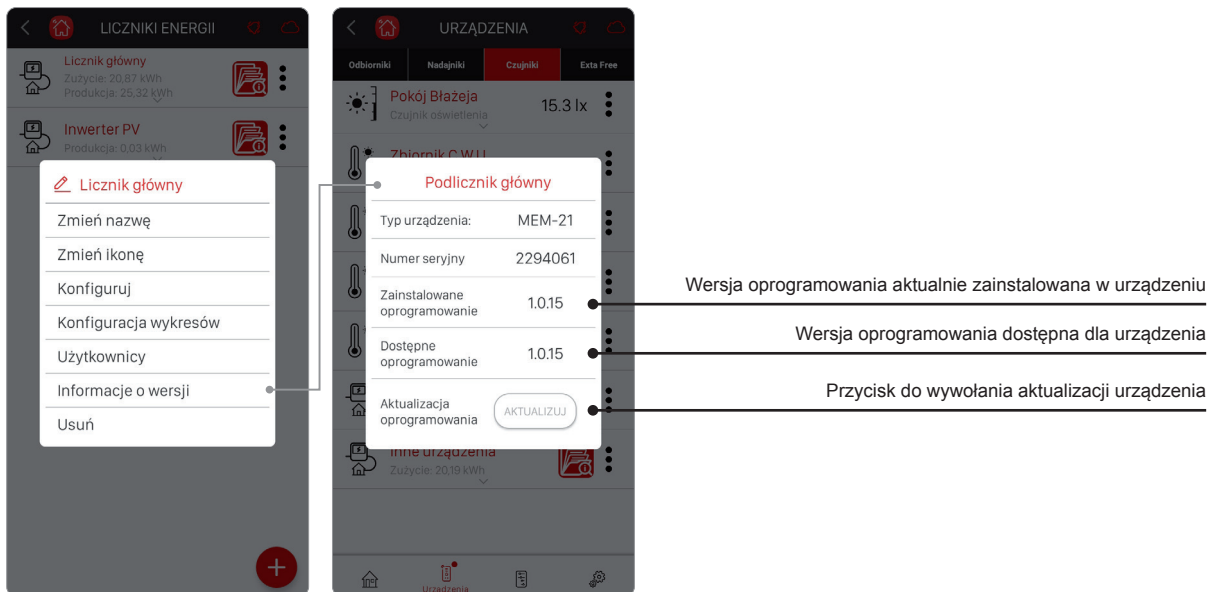 LICZNIKI ENERGII
Licznik główny
Zużycie: 20,87 kWh
Produkcja: 25,32 kWh
Inwerter PV
Produkcja: 0,03 kWh
Licznik główny
Zmień nazwę
Zmień ikonę
Konfiguruj
Konfiguracja wykresów
Użytkownicy
Informacje o wersji
Usuń
+
URZĄDZENIA
Odbiorniki Nadajniki Czujniki Exta Free
Pokój Błażeja 15.3 lx
Czujnik oświetlenia
Zbiornik C.W.U
Podlicznik główny
Typ urządzenia: MEM-21
Numer seryjny 2294061
Zainstalowane
oprogramowanie 1.0.15
Dostępne
oprogramowanie 1.0.15
Aktualizacja
oprogramowania AKTUALIZUJ
Inne urządzenia
Zużycie: 20,19 kWh
Urządzenia
Wersja oprogramowania aktualnie zainstalowana w urządzeniu
Wersja oprogramowania dostępna dla urządzenia
Przycisk do wywołania aktualizacji urządzenia